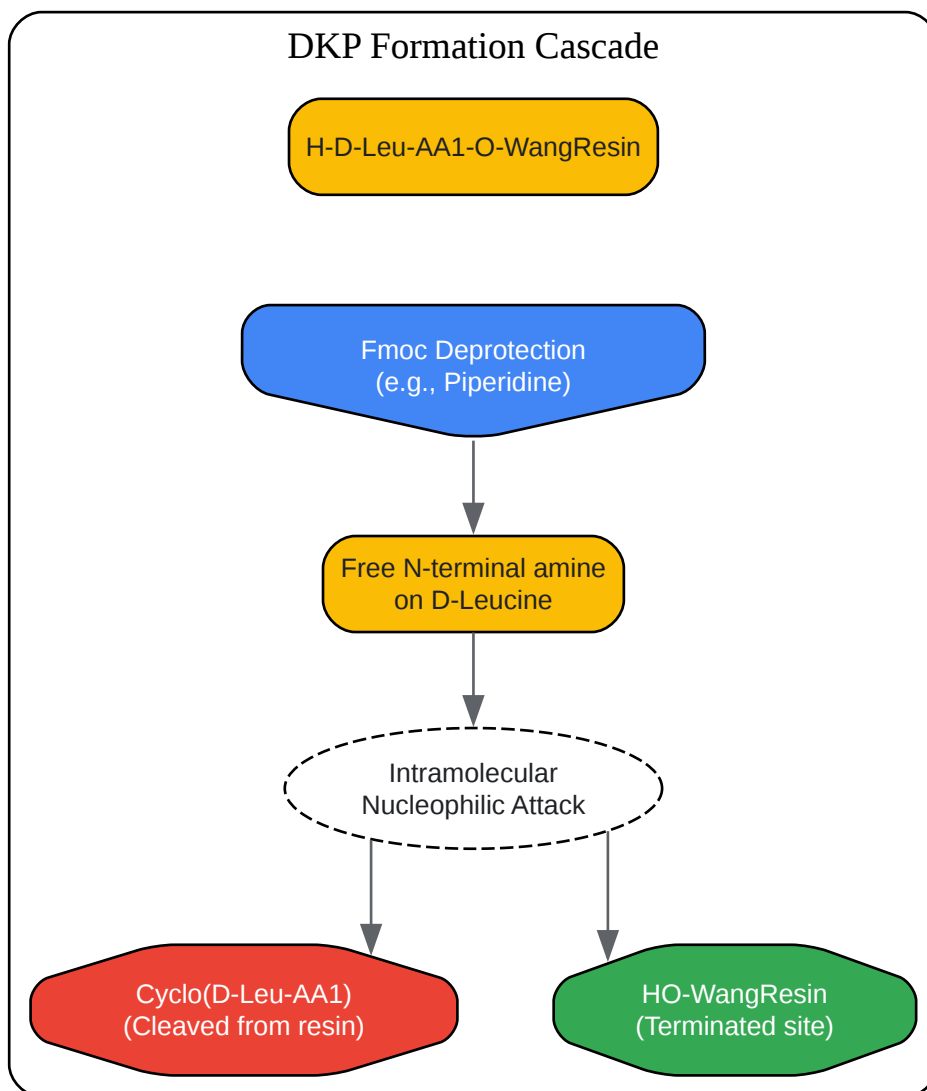 DKP Formation Cascade
H-D-Leu-AA1-O-WangResin
Fmoc Deprotection
(e.g., Piperidine)
Free N-terminal amine
on D-Leucine
Intramolecular
Nucleophilic Attack
Cyclo(D-Leu-AA1)
(Cleaved from resin)
HO-WangResin
(Terminated site)